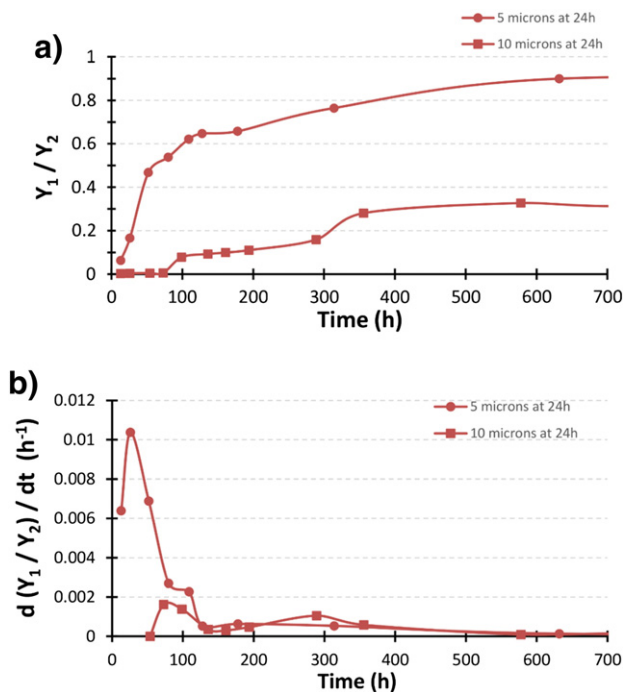 5 microns at 24h
10 microns at 24h
a)
1
0.8
0.6
0.4
0.2
0
Y1 / Y2
0 100 200 300 400 500 600 700
Time (h)
b)
5 microns at 24h
10 microns at 24h
0.012
0.01
0.008
0.006
0.004
0.002
0
d (Y1 / Y2) / dt (h-1)
0 100 200 300 400 500 600 700
Time (h)